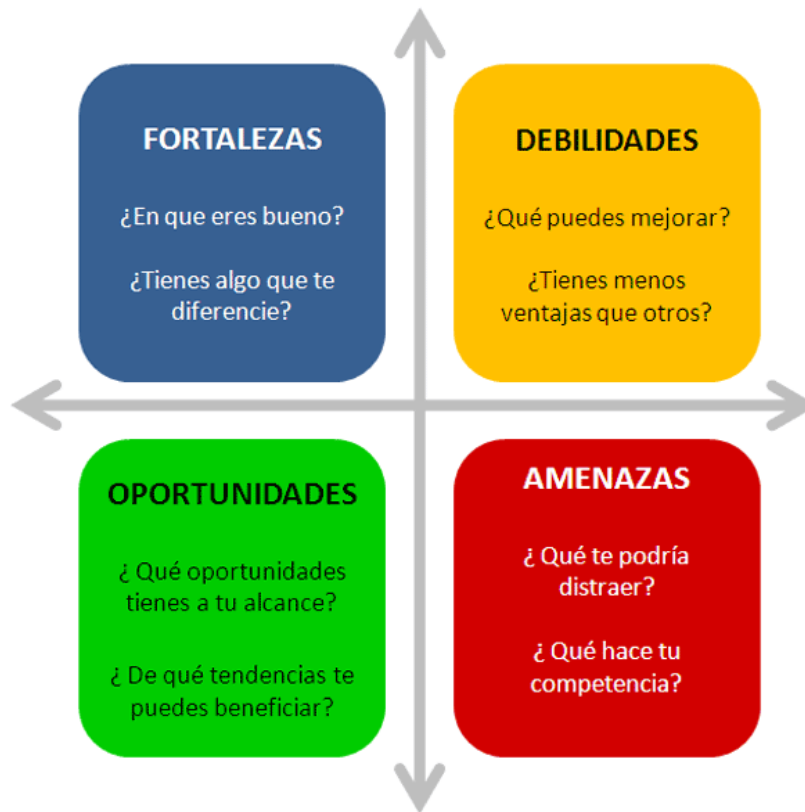 FORTALEZAS
¿En que eres bueno?
¿Tienes algo que te
diferencie?
DEBILIDADES
¿Qué puedes mejorar?
¿Tienes menos
ventajas que otros?
OPORTUNIDADES
¿ Qué oportunidades
tienes a tu alcance?
¿ De qué tendencias te
puedes beneficiar?
AMENAZAS
¿ Qué te podría
distraer?
¿ Qué hace tu
competencia?